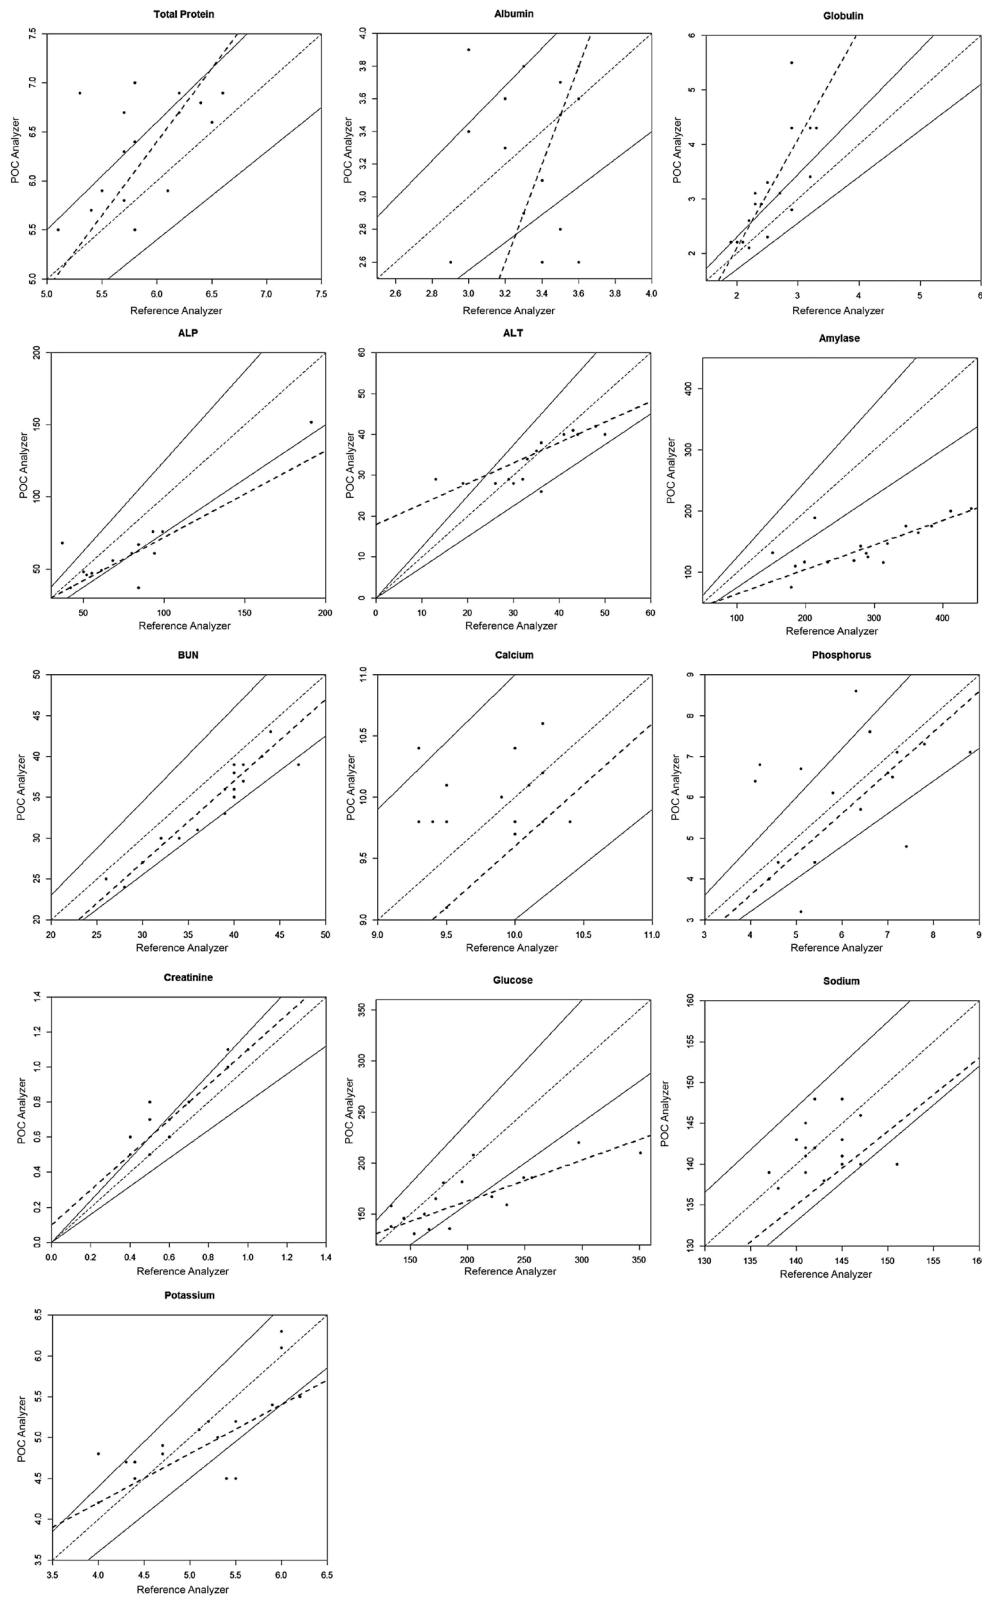 Total Protein
POC Analyzer
5.0 5.5 6.0 6.5 7.0 7.5
5.0 5.5 6.0 6.5 7.0 7.5
Reference Analyzer
Albumin
POC Analyzer
2.6 2.8 3.0 3.2 3.4 3.6 3.8 4.0
2.6 2.8 3.0 3.2 3.4 3.6 3.8 4.0
Reference Analyzer
Globulin
POC Analyzer
2 3 4 5 6
2 3 4 5 6
Reference Analyzer
ALP
POC Analyzer
50 100 150 200
50 100 150 200
Reference Analyzer
ALT
POC Analyzer
0 10 20 30 40 50 60
0 10 20 30 40 50 60
Reference Analyzer
Amylase
POC Analyzer
100 200 300 400
100 200 300 400
Reference Analyzer
BUN
POC Analyzer
20 25 30 35 40 45 50
20 25 30 35 40 45 50
Reference Analyzer
Calcium
POC Analyzer
9.0 9.5 10.0 10.5 11.0
9.0 9.5 10.0 10.5 11.0
Reference Analyzer
Phosphorus
POC Analyzer
3 4 5 6 7 8 9
3 4 5 6 7 8 9
Reference Analyzer
Creatinine
POC Analyzer
0.0 0.2 0.4 0.6 0.8 1.0 1.2 1.4
0.0 0.2 0.4 0.6 0.8 1.0 1.2 1.4
Reference Analyzer
Glucose
POC Analyzer
150 200 250 300 350
150 200 250 300 350
Reference Analyzer
Sodium
POC Analyzer
130 135 140 145 150 155 160
130 135 140 145 150 155 160
Reference Analyzer
Potassium
POC Analyzer
3.5 4.0 4.5 5.0 5.5 6.0 6.5
3.5 4.0 4.5 5.0 5.5 6.0 6.5
Reference Analyzer